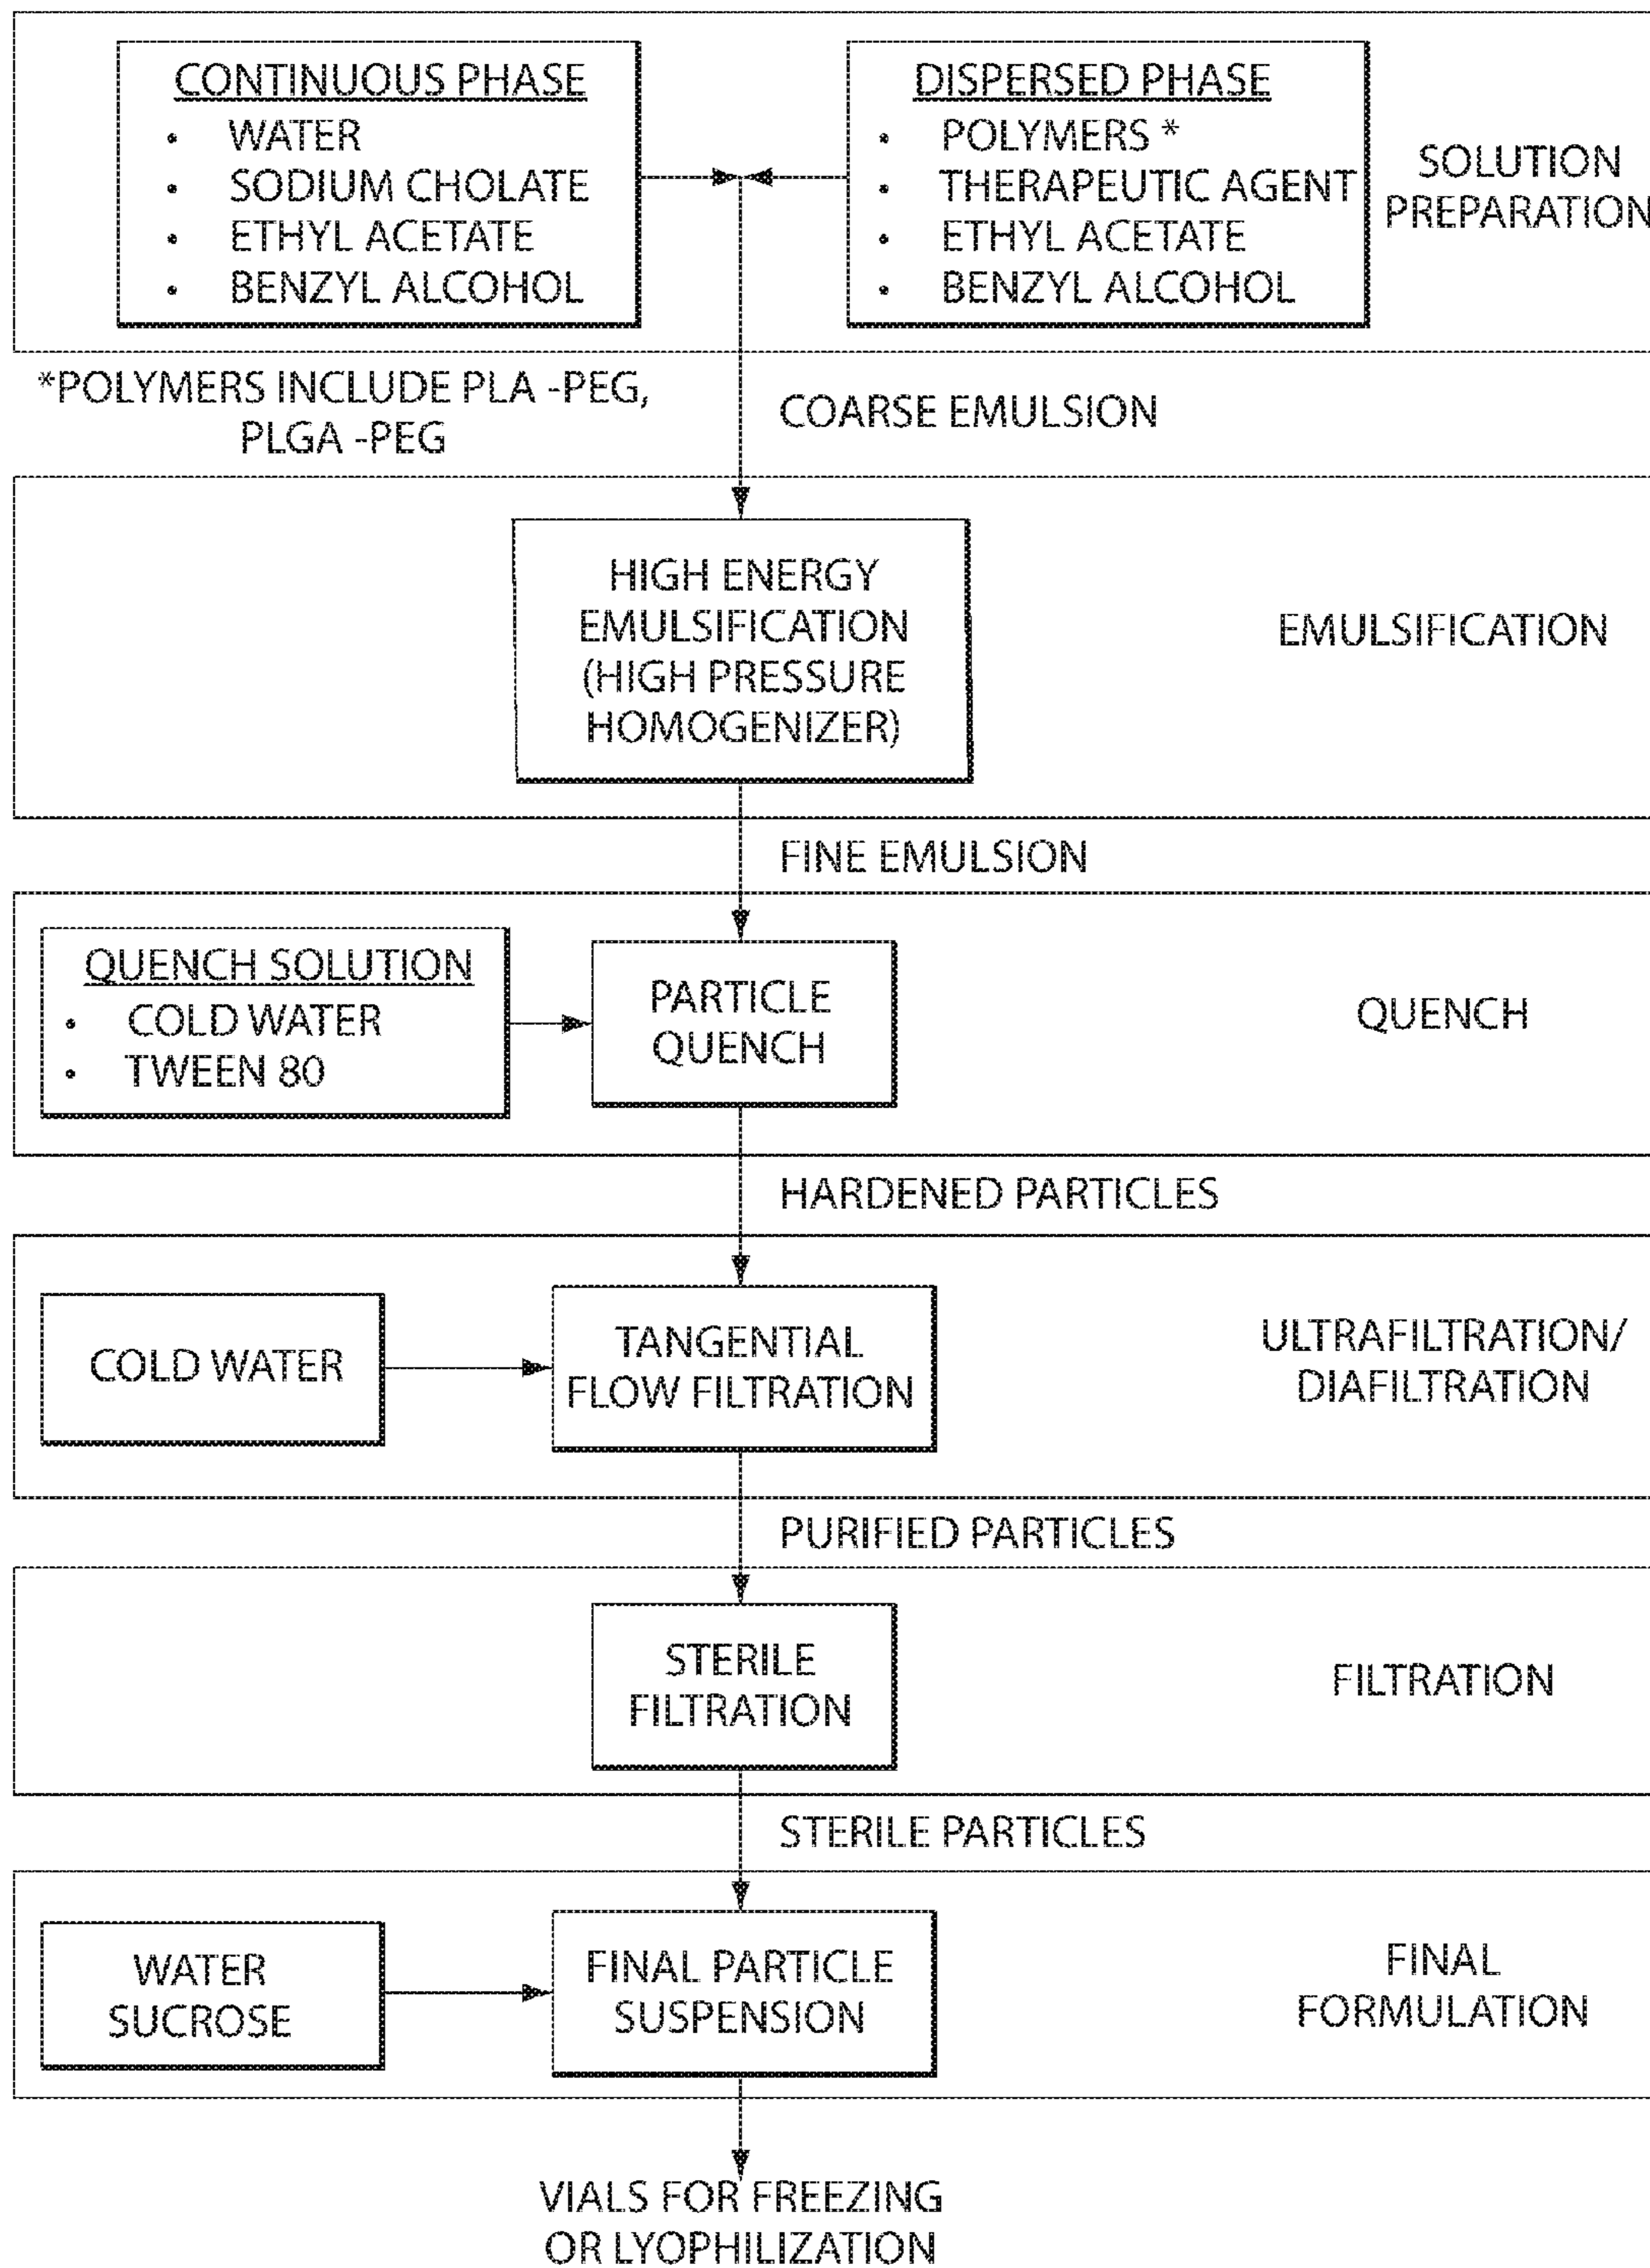 CONTINUOUS PHASE
• WATER
• SODIUM CHOLATE
• ETHYL ACETATE
• BENZYL ALCOHOL
DISPERSED PHASE
• POLYMERS *
• THERAPEUTIC AGENT
• ETHYL ACETATE
• BENZYL ALCOHOL
SOLUTION
PREPARATION
*POLYMERS INCLUDE PLA -PEG,
PLGA -PEG
COARSE EMULSION
HIGH ENERGY
EMULSIFICATION
(HIGH PRESSURE
HOMOGENIZER)
EMULSIFICATION
FINE EMULSION
QUENCH SOLUTION
• COLD WATER
• TWEEN 80
PARTICLE
QUENCH
QUENCH
HARDENED PARTICLES
COLD WATER
TANGENTIAL
FLOW FILTRATION
ULTRAFILTRATION/
DIAFILTRATION
PURIFIED PARTICLES
STERILE
FILTRATION
FILTRATION
STERILE PARTICLES
WATER
SUCROSE
FINAL PARTICLE
SUSPENSION
FINAL
FORMULATION
VIALS FOR FREEZING
OR LYOPHILIZATION